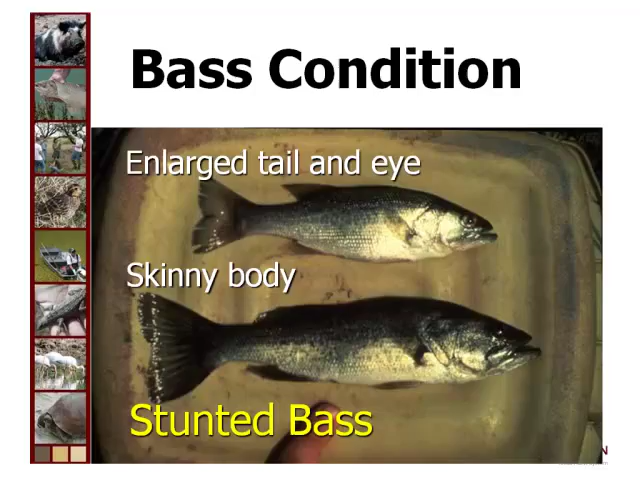 Bass Condition
Enlarged tail and eye
Skinny body
Stunted Bass